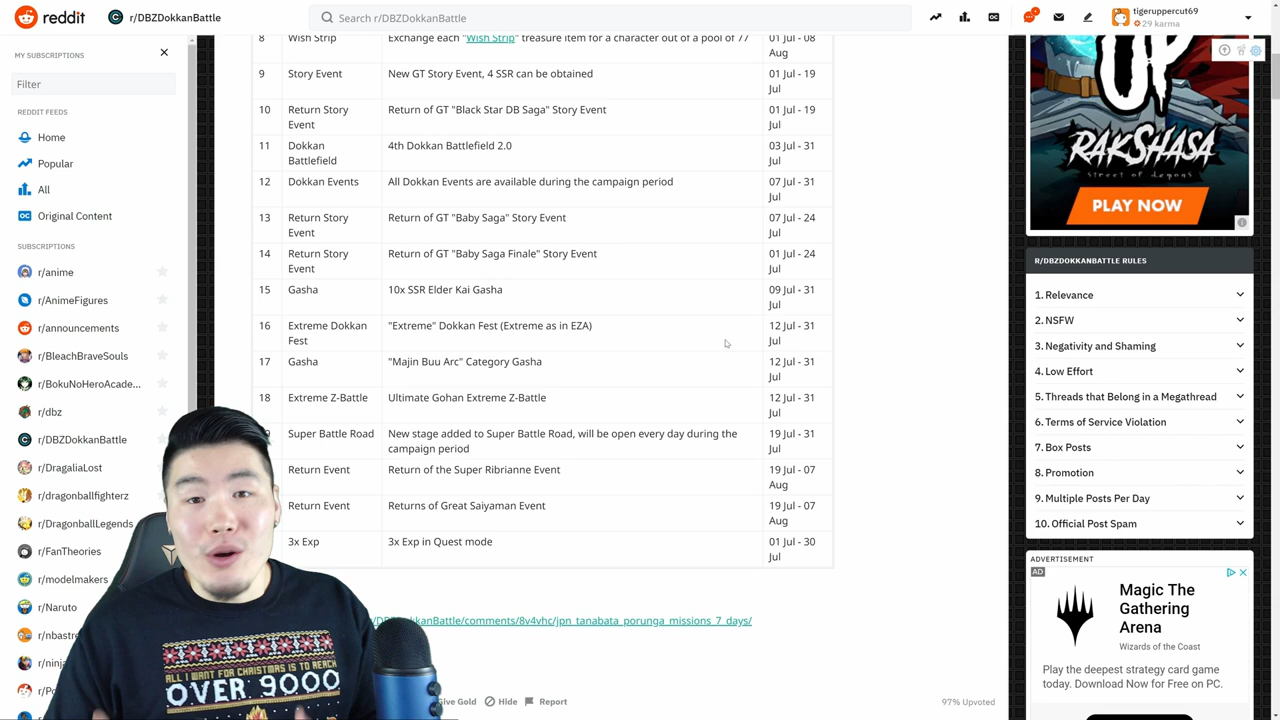 reddit
r/DBZDokkanBattle
Search r/DBZDokkanBattle
tigeruppercut69
29 karma
MY SUBSCRIPTIONS
Filter
REDDIT FEEDS
Home
Popular
All
OC Original Content
SUBSCRIPTIONS
r/anime
r/AnimeFigures
r/announcements
r/BleachBraveSouls
r/BokuNoHeroAcade...
r/dbz
r/DBZDokkanBattle
r/DragaliaLost
r/dragonballfighterz
r/DragonballLegends
r/FanTheories
r/modelmakers
r/Naruto
r/nbastre
r/ninja
r/Po
8 Wish Strip Exchange each "Wish Strip" treasure item for a character out of a pool of 77 01 Jul - 08
Aug
9 Story Event New GT Story Event, 4 SSR can be obtained 01 Jul - 19
Jul
10 Return Story Return of GT "Black Star DB Saga" Story Event 01 Jul - 19
Event Jul
11 Dokkan 4th Dokkan Battlefield 2.0 03 Jul - 31
Battlefield Jul
12 Dokkan Events All Dokkan Events are available during the campaign period 07 Jul - 31
Jul
13 Return Story Return of GT "Baby Saga" Story Event 07 Jul - 24
Event Jul
14 Return Story Return of GT "Baby Saga Finale" Story Event 01 Jul - 24
Event Jul
15 Gasha 10x SSR Elder Kai Gasha 09 Jul - 31
Jul
16 Extreme Dokkan "Extreme" Dokkan Fest (Extreme as in EZA) 12 Jul - 31
Fest Jul
17 Gasha "Majin Buu Arc" Category Gasha 12 Jul - 31
Jul
18 Extreme Z-Battle Ultimate Gohan Extreme Z-Battle 12 Jul - 31
Jul
9 Super Battle Road New stage added to Super Battle Road, will be open every day during the 19 Jul - 31
campaign period Jul
Return Event Return of the Super Ribrianne Event 19 Jul - 07
Aug
Return Event Returns of Great Saiyaman Event 19 Jul - 07
Aug
3x Exp 3x Exp in Quest mode 01 Jul - 30
Jul
kkanBattle/comments/8v4vhc/jpn_tanabata_porunga_missions_7_days/
Give Gold Hide Report 97% Upvoted
ALL I WANT FOR CHRISTMAS IS TO BE
OVER 9000
UP
RAKSHASA
street of demons
PLAY NOW
R/DBZDOKKANBATTLE RULES
1. Relevance
2. NSFW
3. Negativity and Shaming
4. Low Effort
5. Threads that Belong in a Megathread
6. Terms of Service Violation
7. Box Posts
8. Promotion
9. Multiple Posts Per Day
10. Official Post Spam
ADVERTISEMENT
AD
Magic The
Gathering
Arena
Wizards of the Coast
Play the deepest strategy card game
today. Download Now for Free on PC.